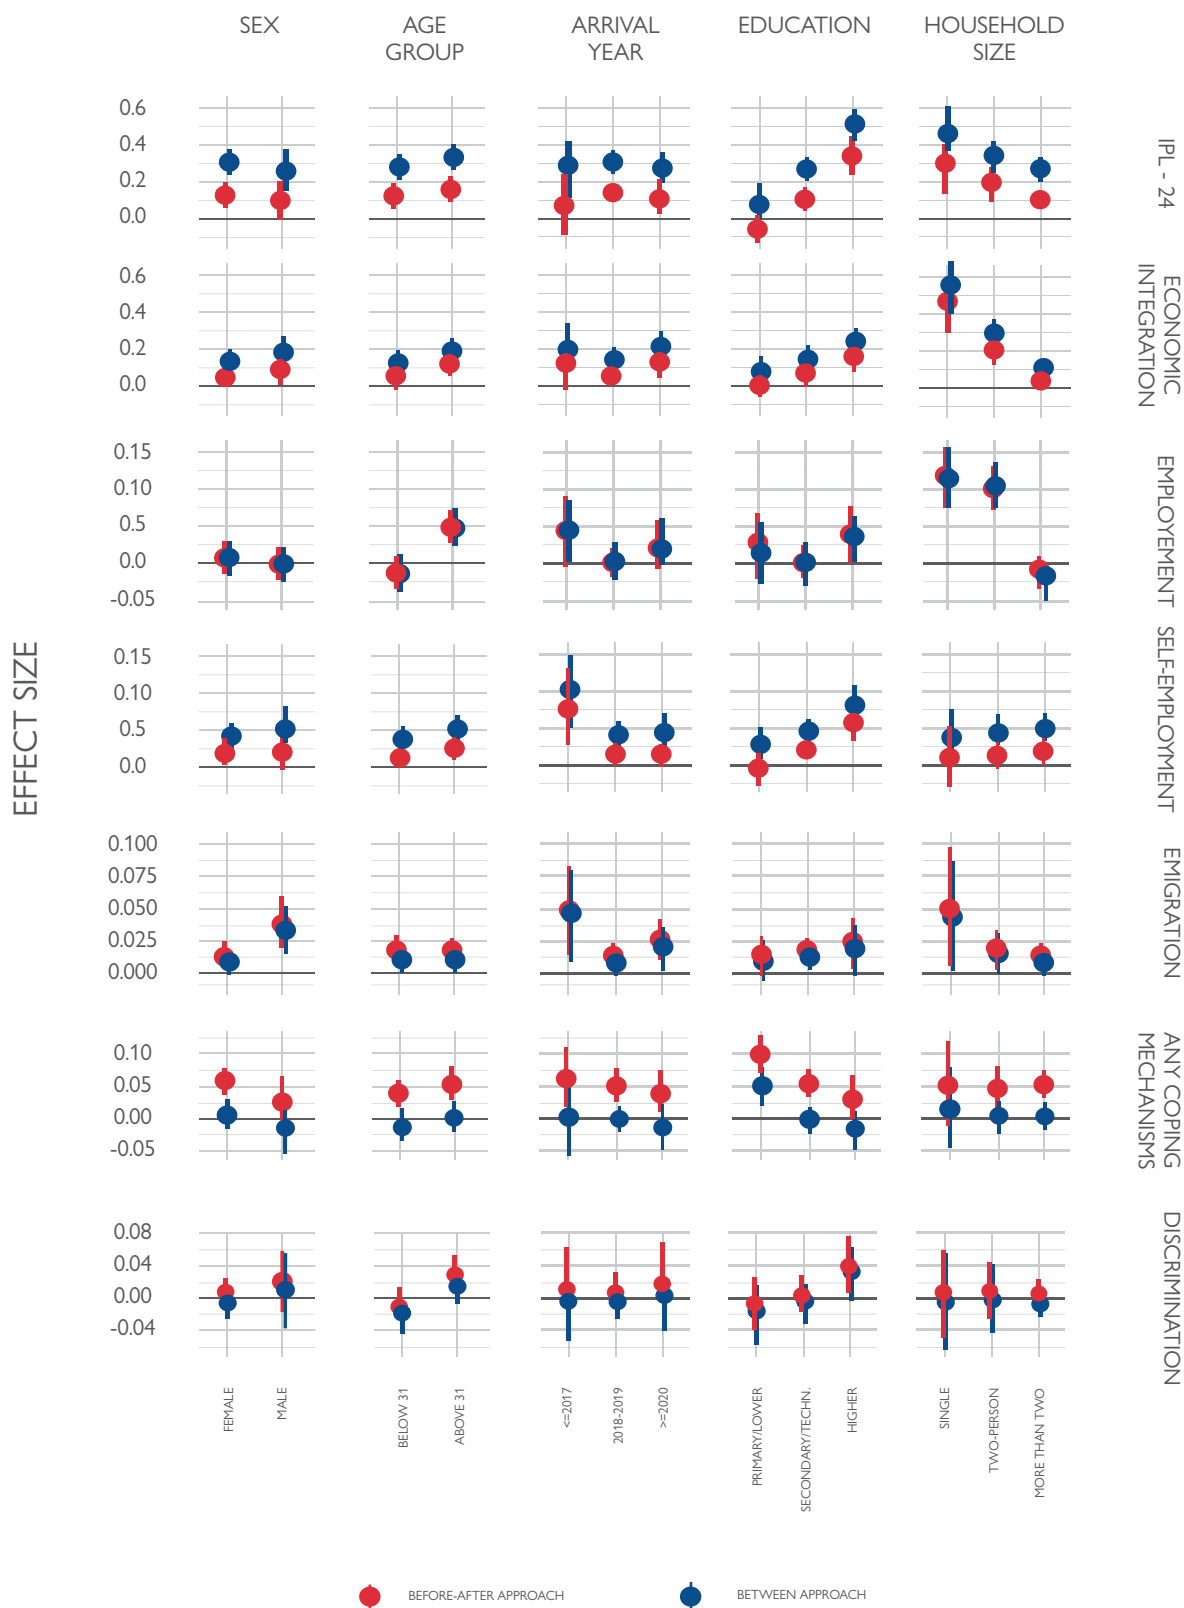 SEX
AGE
GROUP
ARRIVAL
YEAR
EDUCATION
HOUSEHOLD
SIZE
EFFECT SIZE
0.6
0.4
0.2
0.0
IPL - 24
0.6
0.4
0.2
0.0
ECONOMIC
INTEGRATION
0.15
0.10
0.5
0.0
-0.05
EMPLOYEMENT
0.15
0.10
0.5
0.0
SELF-EMPLOYMENT
0.100
0.075
0.050
0.025
0.000
EMIGRATION
0.10
0.05
0.00
-0.05
ANY COPING
MECHANISMS
0.08
0.04
0.00
-0.04
DISCRIMINATION
FEMALE
MALE
BELOW 31
ABOVE 31
<=2017
2018-2019
>=2020
PRIMARY/LOWER
SECONDARY/TECHN.
HIGHER
SINGLE
TWO-PERSON
MORE THAN TWO
BEFORE-AFTER APPROACH
BETWEEN APPROACH